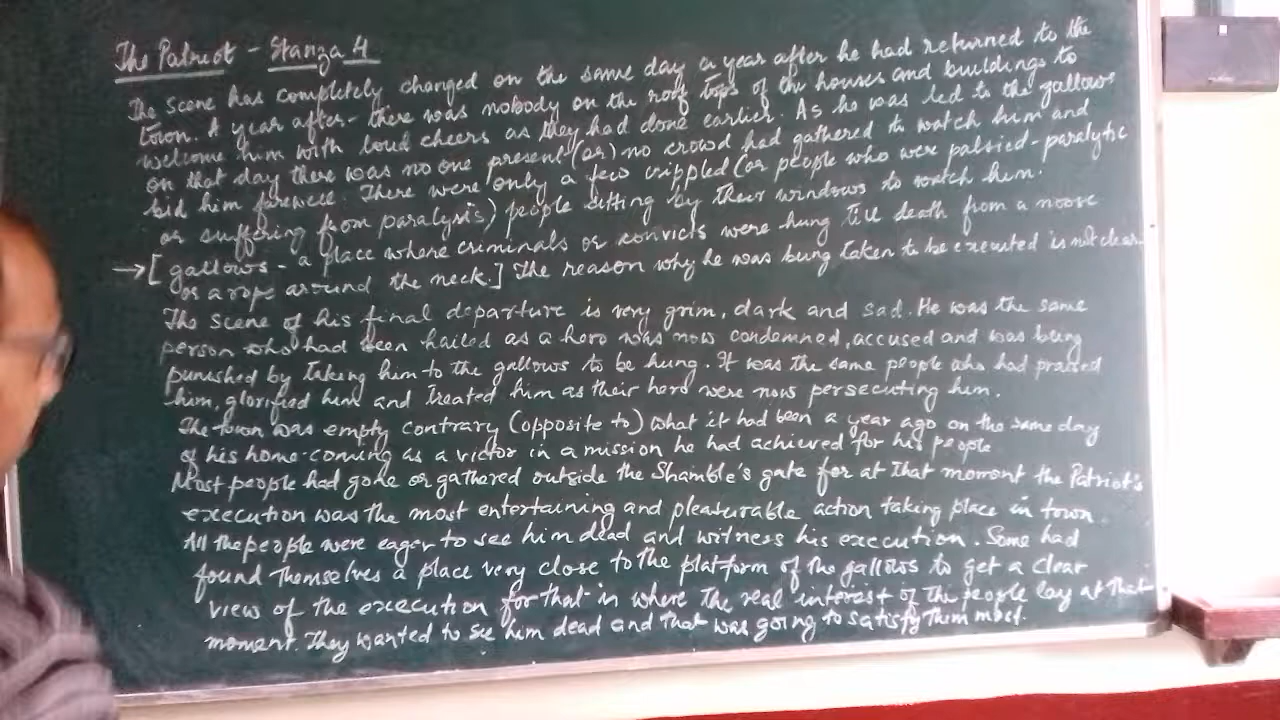 The Patriot - Stanza 4
The scene has completely changed on the same day a year after he had returned to the
town. A year after - there was nobody on the roof tops of the houses and buildings to
welcome him with loud cheers as they had done earlier. As he was led to the gallows
on that day there was no one present (or) no crowd had gathered to watch him and
bid him farewell. There were only a few crippled (or people who were palsied - paralytic
or suffering from paralysis) people sitting by their windows to watch him.
→ [gallows - a place where criminals or convicts were hung till death from a noose
or a rope around the neck.] The reason why he was being taken to be executed is not clear.
The scene of his final departure is very grim, dark and sad. He was the same
person who had been hailed as a hero was now condemned, accused and was being
punished by taking him to the gallows to be hung. It was the same people who had praised
him, glorified him and treated him as their hero were now persecuting him.
The town was empty contrary (opposite to) what it had been a year ago on the same day
of his home-coming as a victor in a mission he had achieved for his people
Most people had gone or gathered outside the Shamble's gate for at that moment the Patriot's
execution was the most entertaining and pleasurable action taking place in town.
All the people were eager to see him dead and witness his execution. Some had
found themselves a place very close to the platform of the gallows to get a clear
view of the execution for that is where the real interest of the people lay at that
moment. They wanted to see him dead and that was going to satisfy them most.